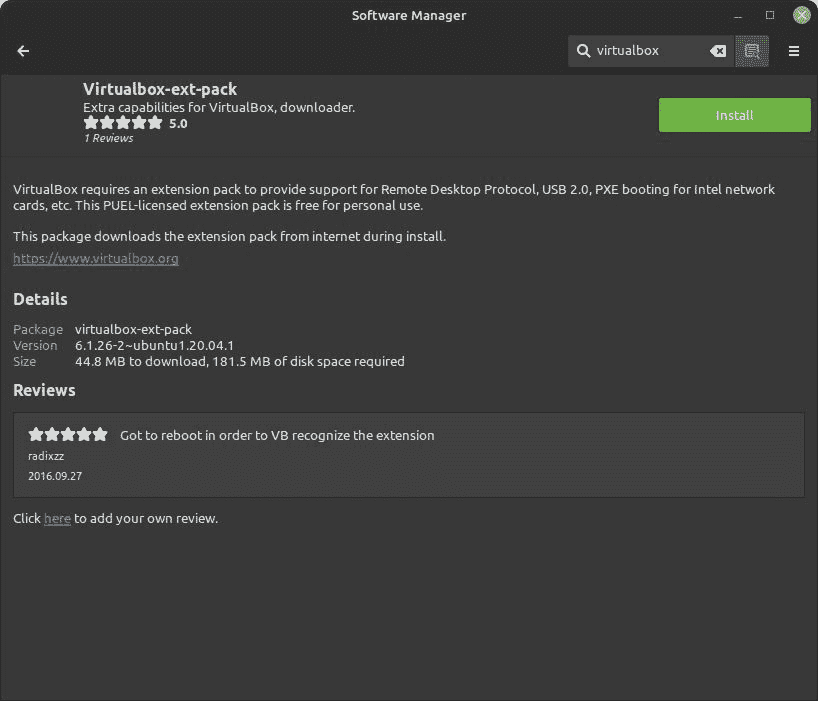 Software Manager
virtualbox
Virtualbox-ext-pack
Extra capabilities for VirtualBox, downloader.
5.0
1 Reviews
Install
VirtualBox requires an extension pack to provide support for Remote Desktop Protocol, USB 2.0, PXE booting for Intel network
cards, etc. This PUEL-licensed extension pack is free for personal use.
This package downloads the extension pack from internet during install.
https://www.virtualbox.org
Details
Package virtualbox-ext-pack
Version 6.1.26-2~ubuntu1.20.04.1
Size 44.8 MB to download, 181.5 MB of disk space required
Reviews
Got to reboot in order to VB recognize the extension
radixzz
2016.09.27
Click here to add your own review.